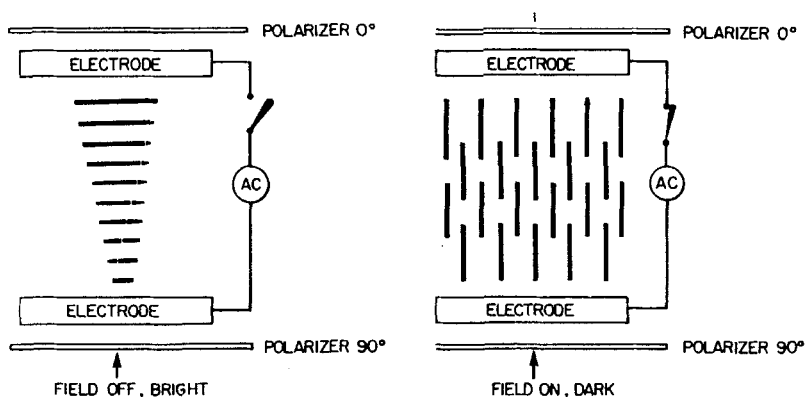 POLARIZER 0°
ELECTRODE
AC
ELECTRODE
POLARIZER 90°
FIELD OFF, BRIGHT
POLARIZER 0°
ELECTRODE
AC
ELECTRODE
POLARIZER 90°
FIELD ON, DARK